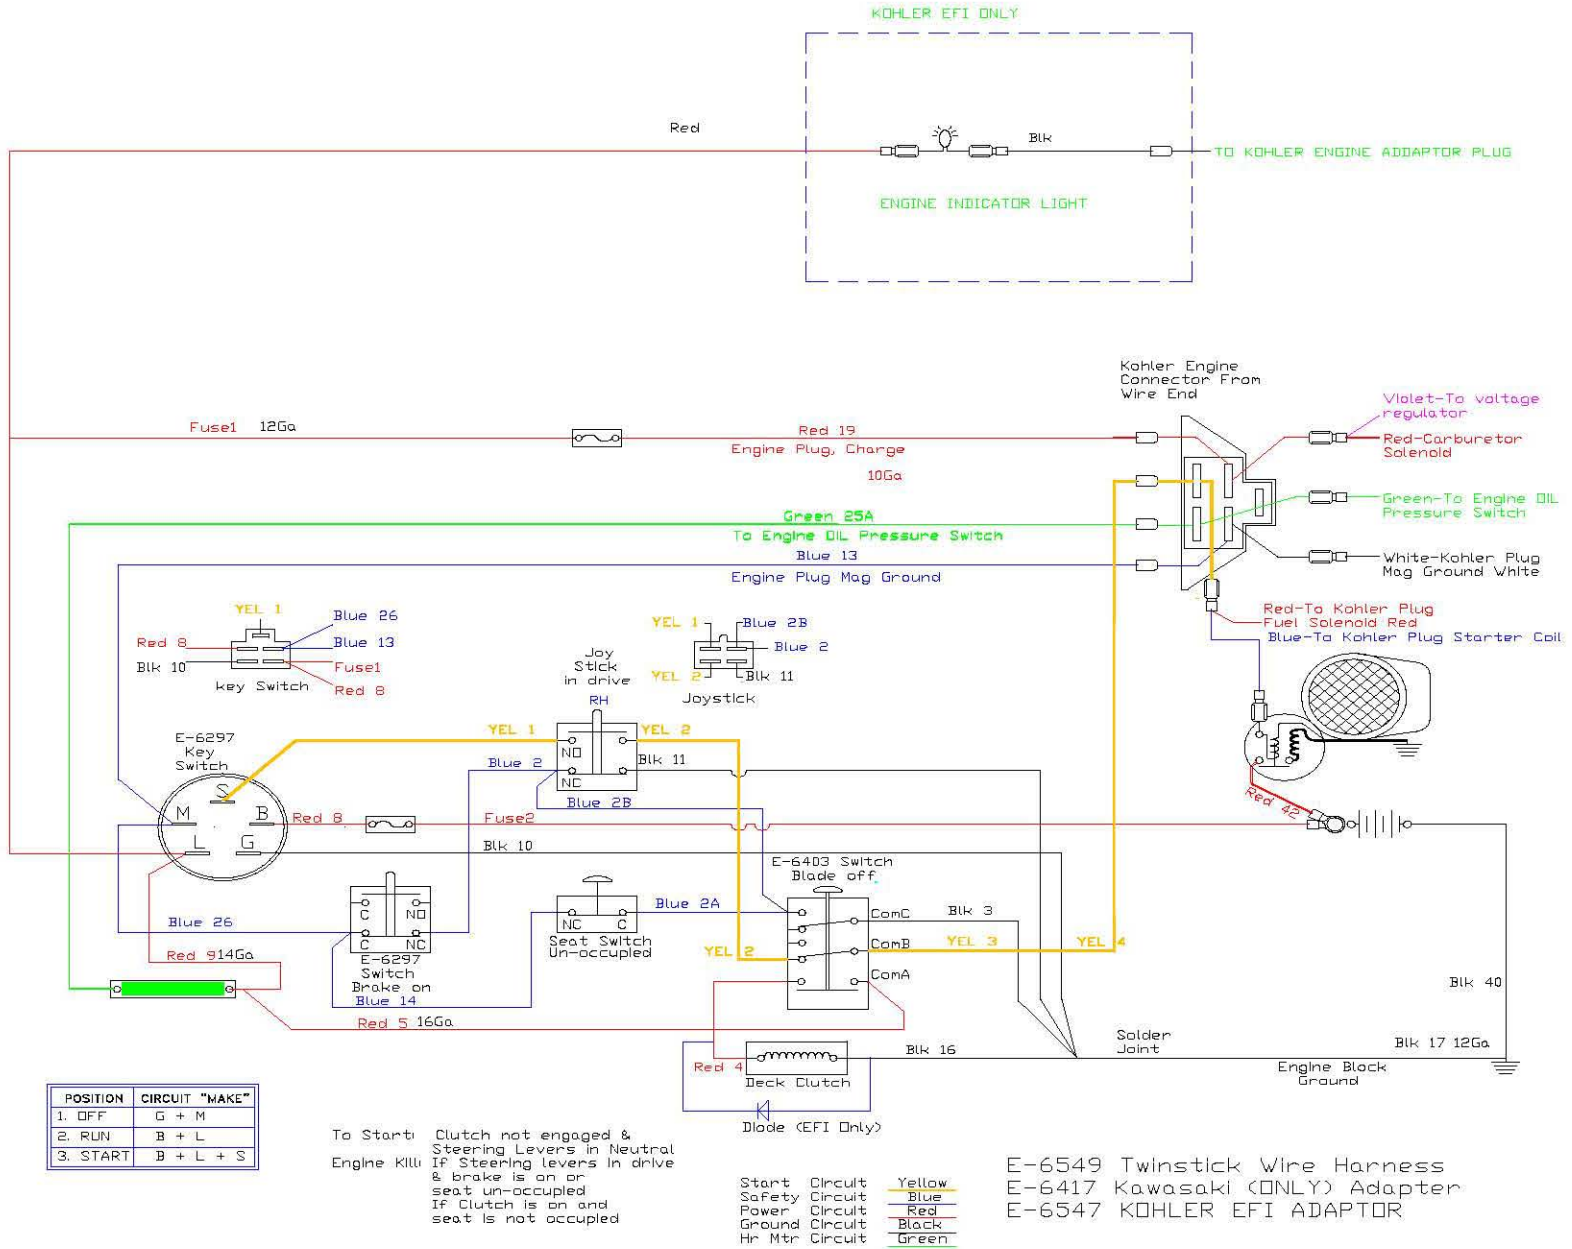 KOHLER EFI ONLY
Red
Blk
TO KOHLER ENGINE ADDAPTOR PLUG
ENGINE INDICATOR LIGHT
Kohler Engine
Connector From
Wire End
Violet-To voltage
regulator
Fuse1 12Ga
Red 19
Engine Plug, Charge
10Ga
Red-Carburetor
Solenoid
Green 25A
To Engine OIL Pressure Switch
Green-To Engine OIL
Pressure Switch
Blue 13
Engine Plug Mag Ground
White-Kohler Plug
Mag Ground White
YEL 1
Blue 26
Red 8
Blue 13
Blk 10
Fuse1
Red 8
key Switch
YEL 1
Blue 2B
Blue 2
YEL 2
Blk 11
Joystick
Joy
Stick
in drive
RH
Red-To Kohler Plug
Fuel Solenoid Red
Blue-To Kohler Plug Starter Coil
E-6297
Key
Switch
YEL 1
YEL 2
NO
NC
Blk 11
Blue 2
Blue 2B
S
M
B
L
G
Red 8
Fuse2
Red 42
Blk 10
E-6403 Switch
Blade off
C
NO
C
NC
Blue 26
E-6297
Switch
Brake on
NC
C
Seat Switch
Un-occupied
Blue 2A
ComC
Blk 3
ComB
YEL 3
YEL 4
YEL 2
ComA
Red 9 14Ga
Blue 14
Red 5 16Ga
Blk 40
Solder
Joint
Blk 17 12Ga
Engine Block
Ground
Red 4
Deck Clutch
Blk 16
Diode (EFI Only)
POSITION CIRCUIT "MAKE"
1. OFF G + M
2. RUN B + L
3. START B + L + S
To Start: Clutch not engaged &
Steering Levers in Neutral
Engine Kill: If Steering levers in drive
& brake is on or
seat un-occupied
If Clutch is on and
seat is not occupied
Start Circuit Yellow
Safety Circuit Blue
Power Circuit Red
Ground Circuit Black
Hr Mtr Circuit Green
E-6549 Twinstick Wire Harness
E-6417 Kawasaki (ONLY) Adapter
E-6547 KOHLER EFI ADAPTOR